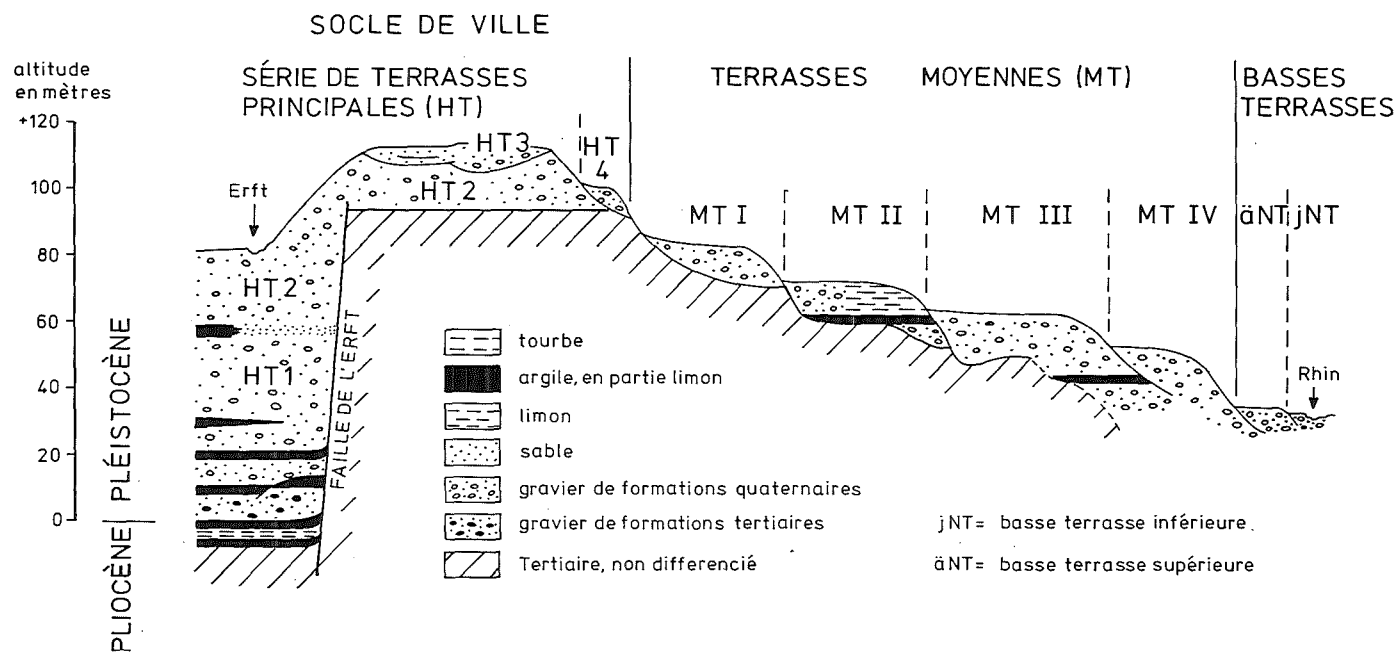 SOCLE DE VILLE
altitude
en mètres
SÉRIE DE TERRASSES
PRINCIPALES (HT)
TERRASSES MOYENNES (MT)
BASSES
TERRASSES
+120
100
80
60
40
20
0
HT3
HT
4
HT2
Erft
MT I
MT II
MT III
MT IV
äNT
jNT
HT2
HT1
FAILLE DE L'ERFT
Rhin
PLÉISTOCÈNE
PLIOCÈNE
tourbe
argile, en partie limon
limon
sable
gravier de formations quaternaires
gravier de formations tertiaires
Tertiaire, non differencié
jNT= basse terrasse inférieure
äNT= basse terrasse supérieure